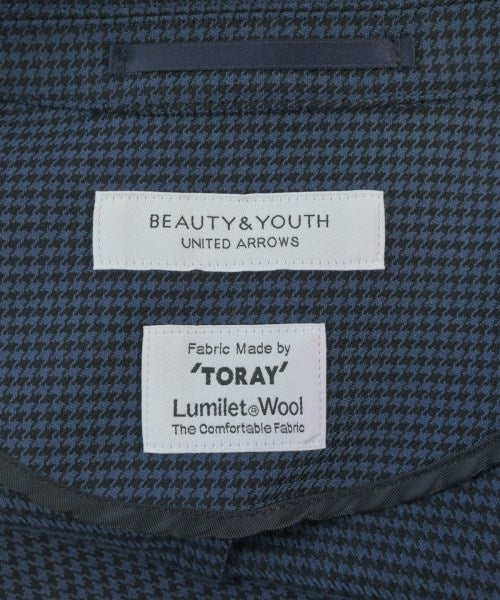 BEAUTY&YOUTH
UNITED ARROWS
Fabric Made by
'TORAY'
Lumilet®Wool
The Comfortable Fabric